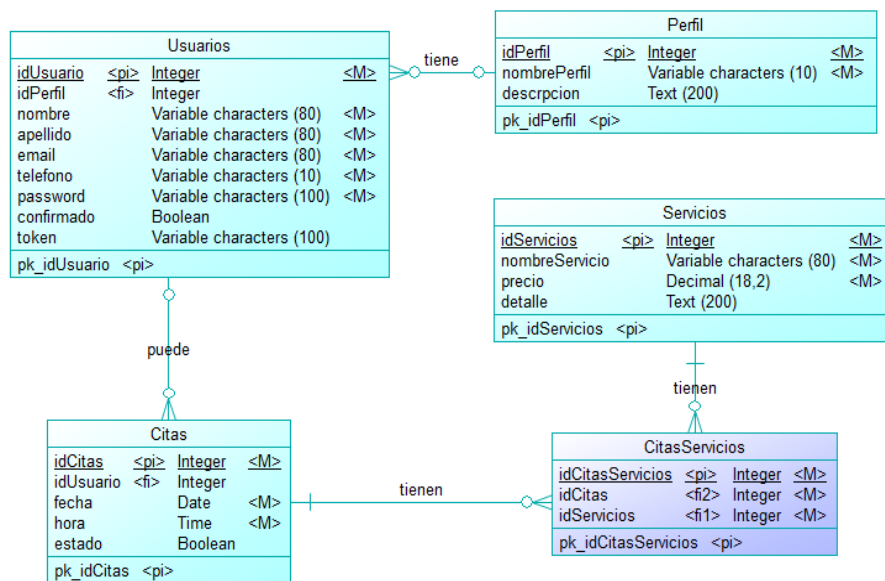 Usuarios
idUsuario <pi> Integer <M>
idPerfil <fi> Integer
nombre Variable characters (80) <M>
apellido Variable characters (80) <M>
email Variable characters (80) <M>
telefono Variable characters (10) <M>
password Variable characters (100) <M>
confirmado Boolean
token Variable characters (100)
pk_idUsuario <pi>
tiene
Perfil
idPerfil <pi> Integer <M>
nombrePerfil Variable characters (10) <M>
descrpcion Text (200)
pk_idPerfil <pi>
Servicios
idServicios <pi> Integer <M>
nombreServicio Variable characters (80) <M>
precio Decimal (18,2) <M>
detalle Text (200)
pk_idServicios <pi>
puede
tienen
Citas
idCitas <pi> Integer <M>
idUsuario <fi> Integer
fecha Date <M>
hora Time <M>
estado Boolean
pk_idCitas <pi>
tienen
CitasServicios
idCitasServicios <pi> Integer <M>
idCitas <fi2> Integer <M>
idServicios <fi1> Integer <M>
pk_idCitasServicios <pi>